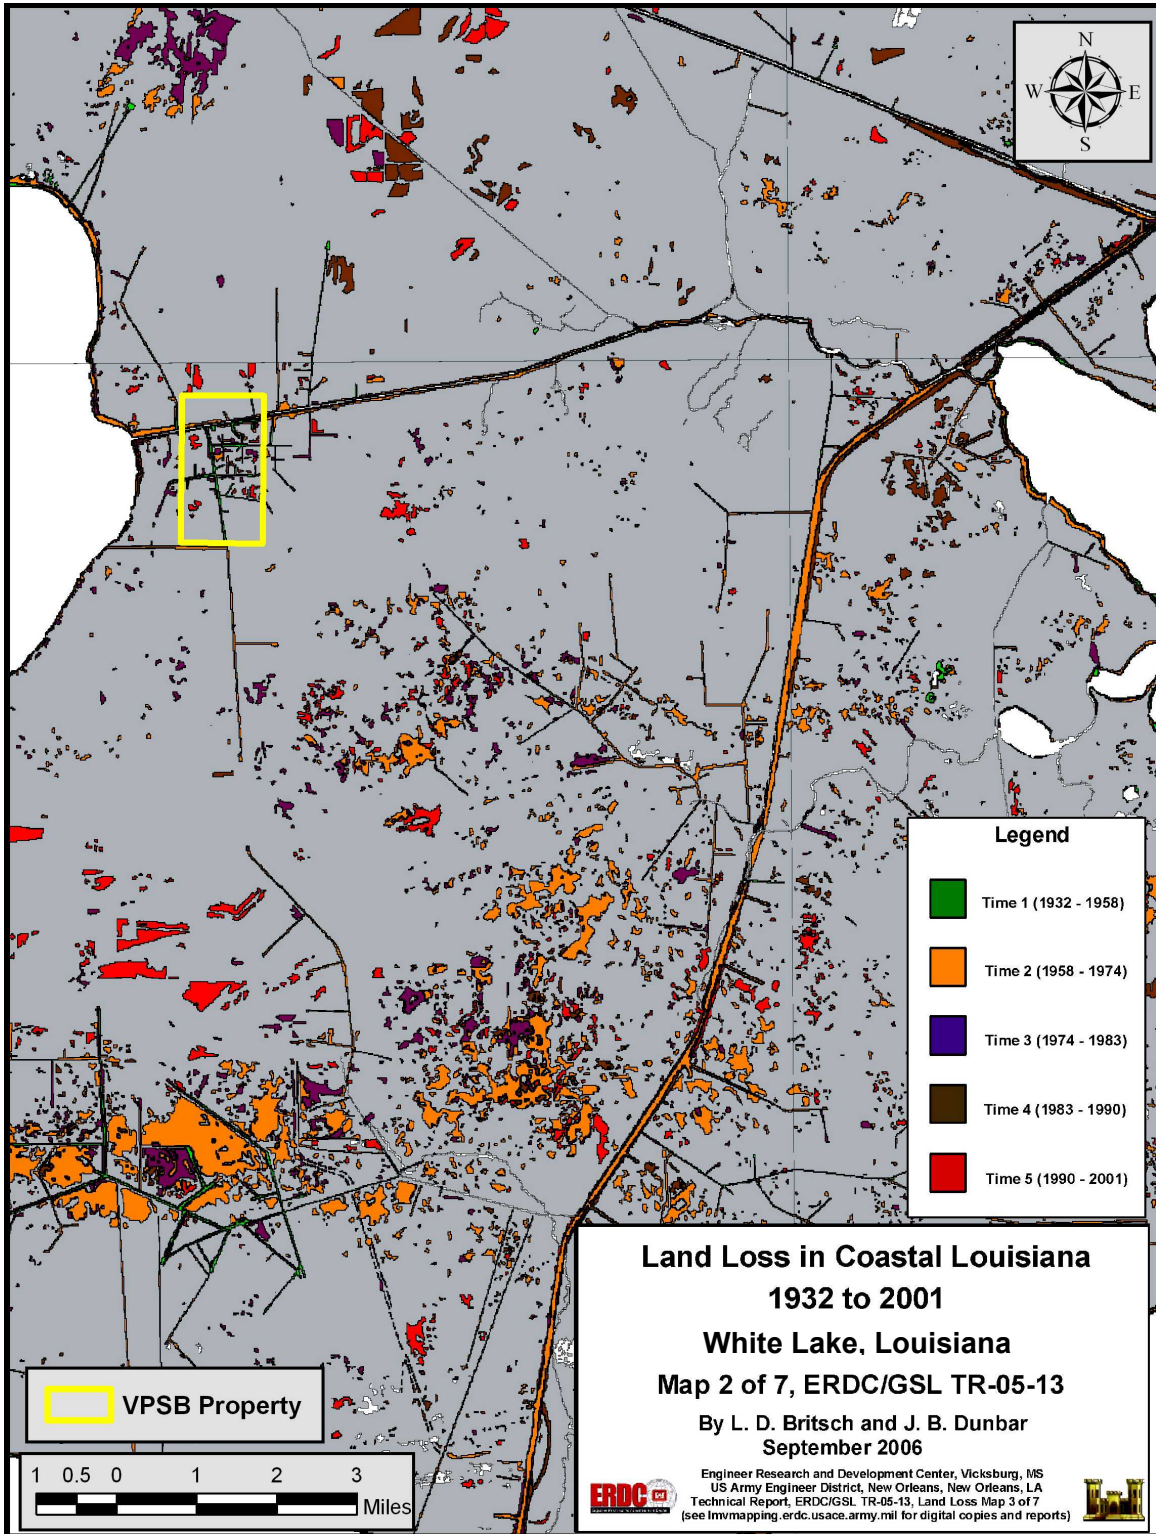 N
W E
S
Legend
Time 1 (1932 - 1958)
Time 2 (1958 - 1974)
Time 3 (1974 - 1983)
Time 4 (1983 - 1990)
Time 5 (1990 - 2001)
Land Loss in Coastal Louisiana
1932 to 2001
White Lake, Louisiana
Map 2 of 7, ERDC/GSL TR-05-13
By L. D. Britsch and J. B. Dunbar
September 2006
Engineer Research and Development Center, Vicksburg, MS
US Army Engineer District, New Orleans, New Orleans, LA
Technical Report, ERDC/GSL TR-05-13, Land Loss Map 3 of 7
(see lmvmapping.erdc.usace.army.mil for digital copies and reports)
ERDC
VPSB Property
1 0.5 0 1 2 3
Miles